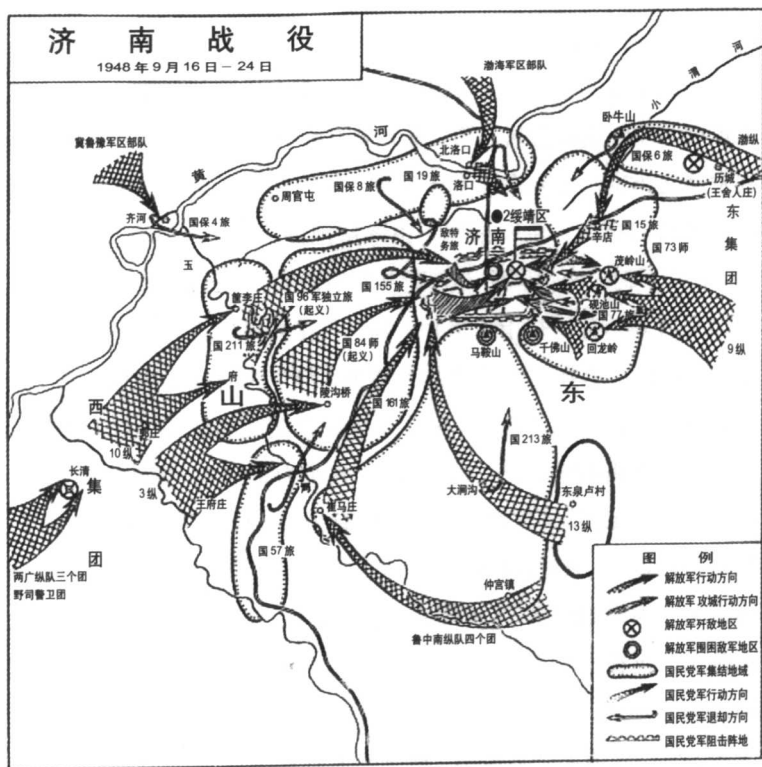 济南战役
1948年9月16日－24日
渤海军区部队
小清河
卧牛山
渤纵
国保6旅
历城
(王舍人庄)
冀鲁豫军区部队
黄河
北洛口
洛口
国19旅
国保8旅
周官屯
齐河
国保4旅
2绥靖区
敌特
务旅
济南
辛店
国15旅
国73师
东集团
茂岭山
砚池山
国77旅
回龙岭
9纵
玉
国155旅
国96军独立旅
(起义)
国211旅
国84师
(起义)
马鞍山
千佛山
府
山东
陵沟桥
国161旅
西集团
10纵
长清
3纵
王府庄
崔马庄
国213旅
大涧沟
东泉卢村
13纵
国57旅
两广纵队三个团
野司警卫团
仲宫镇
鲁中南纵队四个团
图例
解放军行动方向
解放军攻城行动方向
解放军歼敌地区
解放军围困敌军地区
国民党军集结地域
国民党军行动方向
国民党军退却方向
国民党军阻击阵地